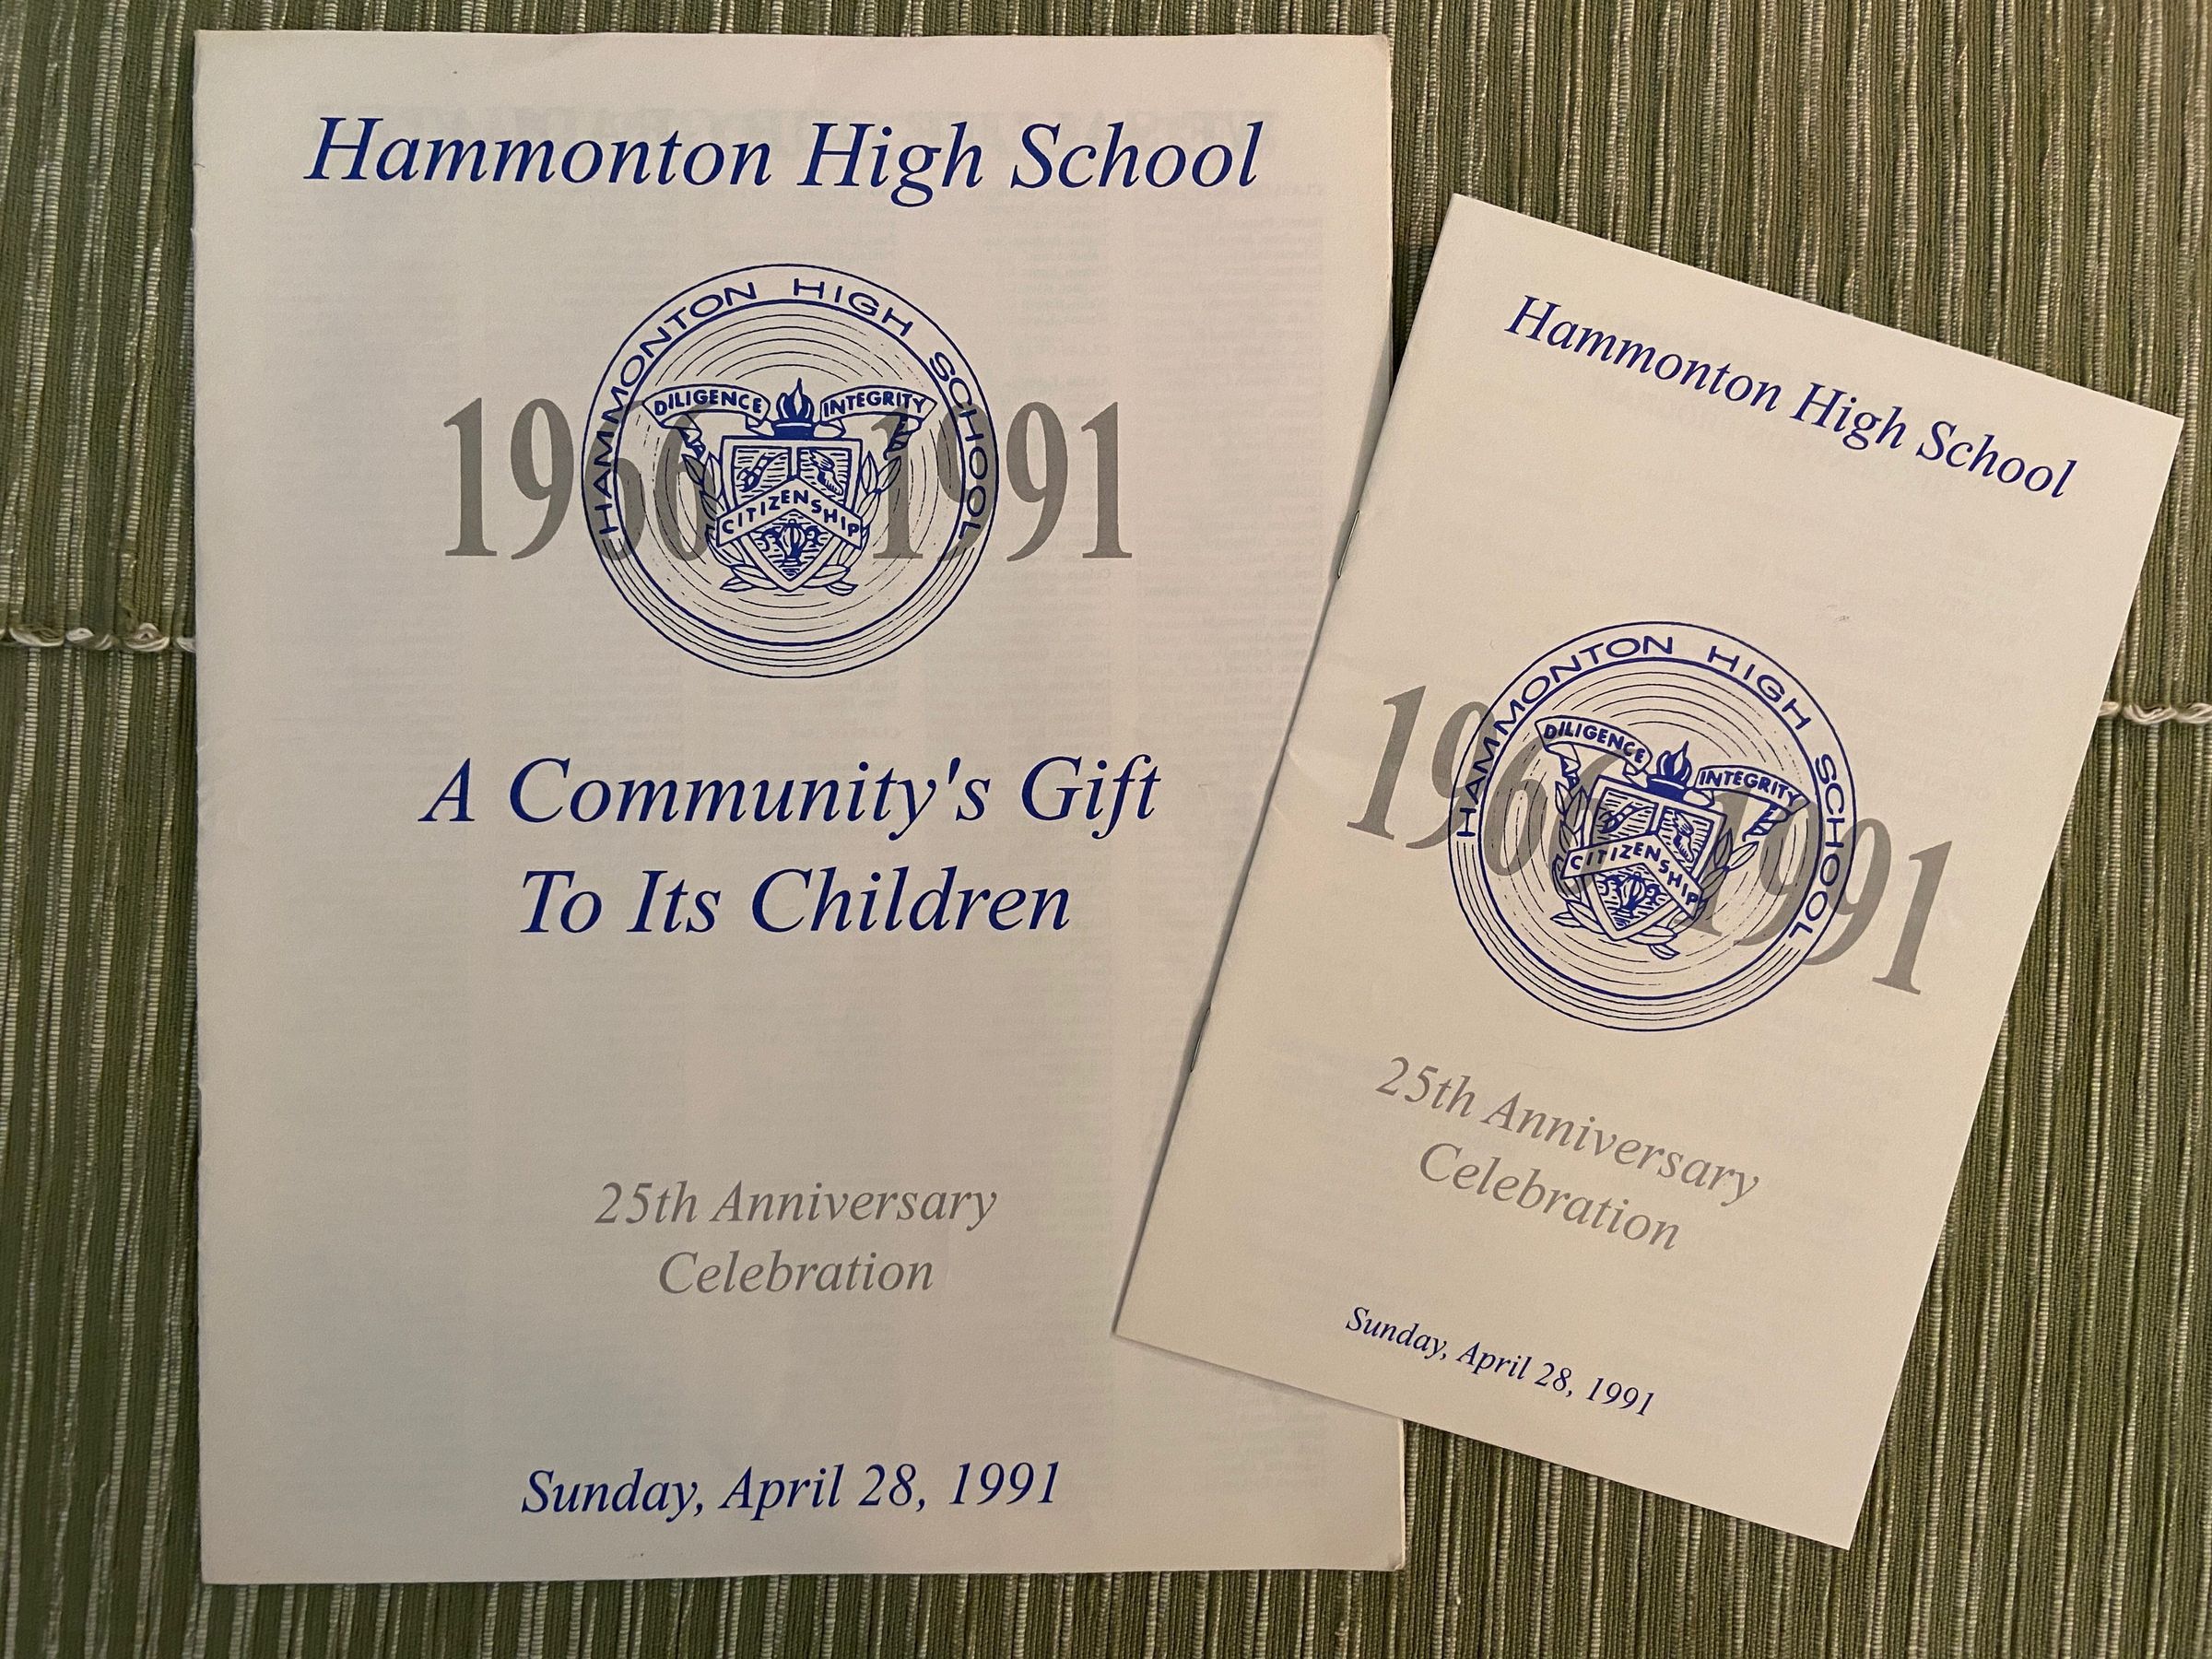 Hammonton High School
HAMMONTON HIGH SCHOOL
DILIGENCE INTEGRITY
1966 1991
CITIZENSHIP
A Community's Gift
To Its Children
25th Anniversary
Celebration
Sunday, April 28, 1991
Hammonton High School
HAMMONTON HIGH SCHOOL
DILIGENCE INTEGRITY
1966 1991
CITIZENSHIP
25th Anniversary
Celebration
Sunday, April 28, 1991